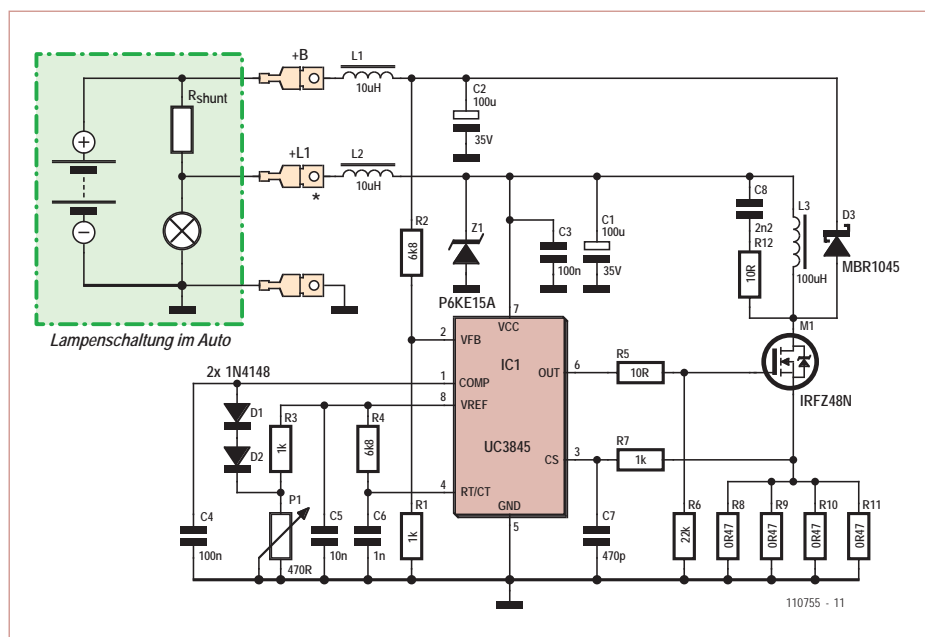 +B
L1
10uH
Rshunt
C2
100u
35V
+L1
*
L2
10uH
R2
6k8
Z1
P6KE15A
C3
100n
C1
100u
35V
C8
2n2
R12
10R
L3
100uH
D3
MBR1045
Lampenschaltung im Auto
2x 1N4148
D1
D2
R3
1k
R4
6k8
P1
470R
C4
100n
C5
10n
C6
1n
R1
1k
7
VCC
2
VFB
IC1
1
COMP
OUT
6
8
VREF
UC3845
CS
3
4
RT/CT
GND
5
R5
10R
M1
IRFZ48N
R7
1k
C7
470p
R6
22k
R8
0R47
R9
0R47
R10
0R47
R11
0R47
110755 - 11